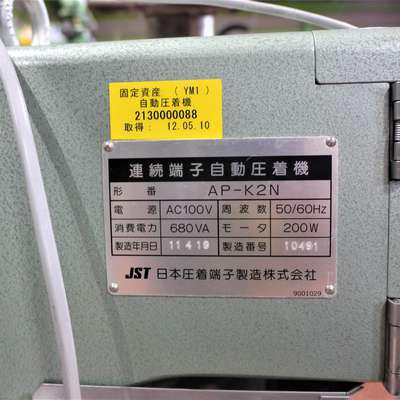 固定資産 (YM1)
自動圧着機
2130000088
取得: 12.05.10
連続端子自動圧着機
形番 AP-K2N
電源 AC100V 周波数 50/60Hz
消費電力 680VA モータ 200W
製造年月日 11 4 19 製造番号 10491
JST 日本圧着端子製造株式会社
9001029